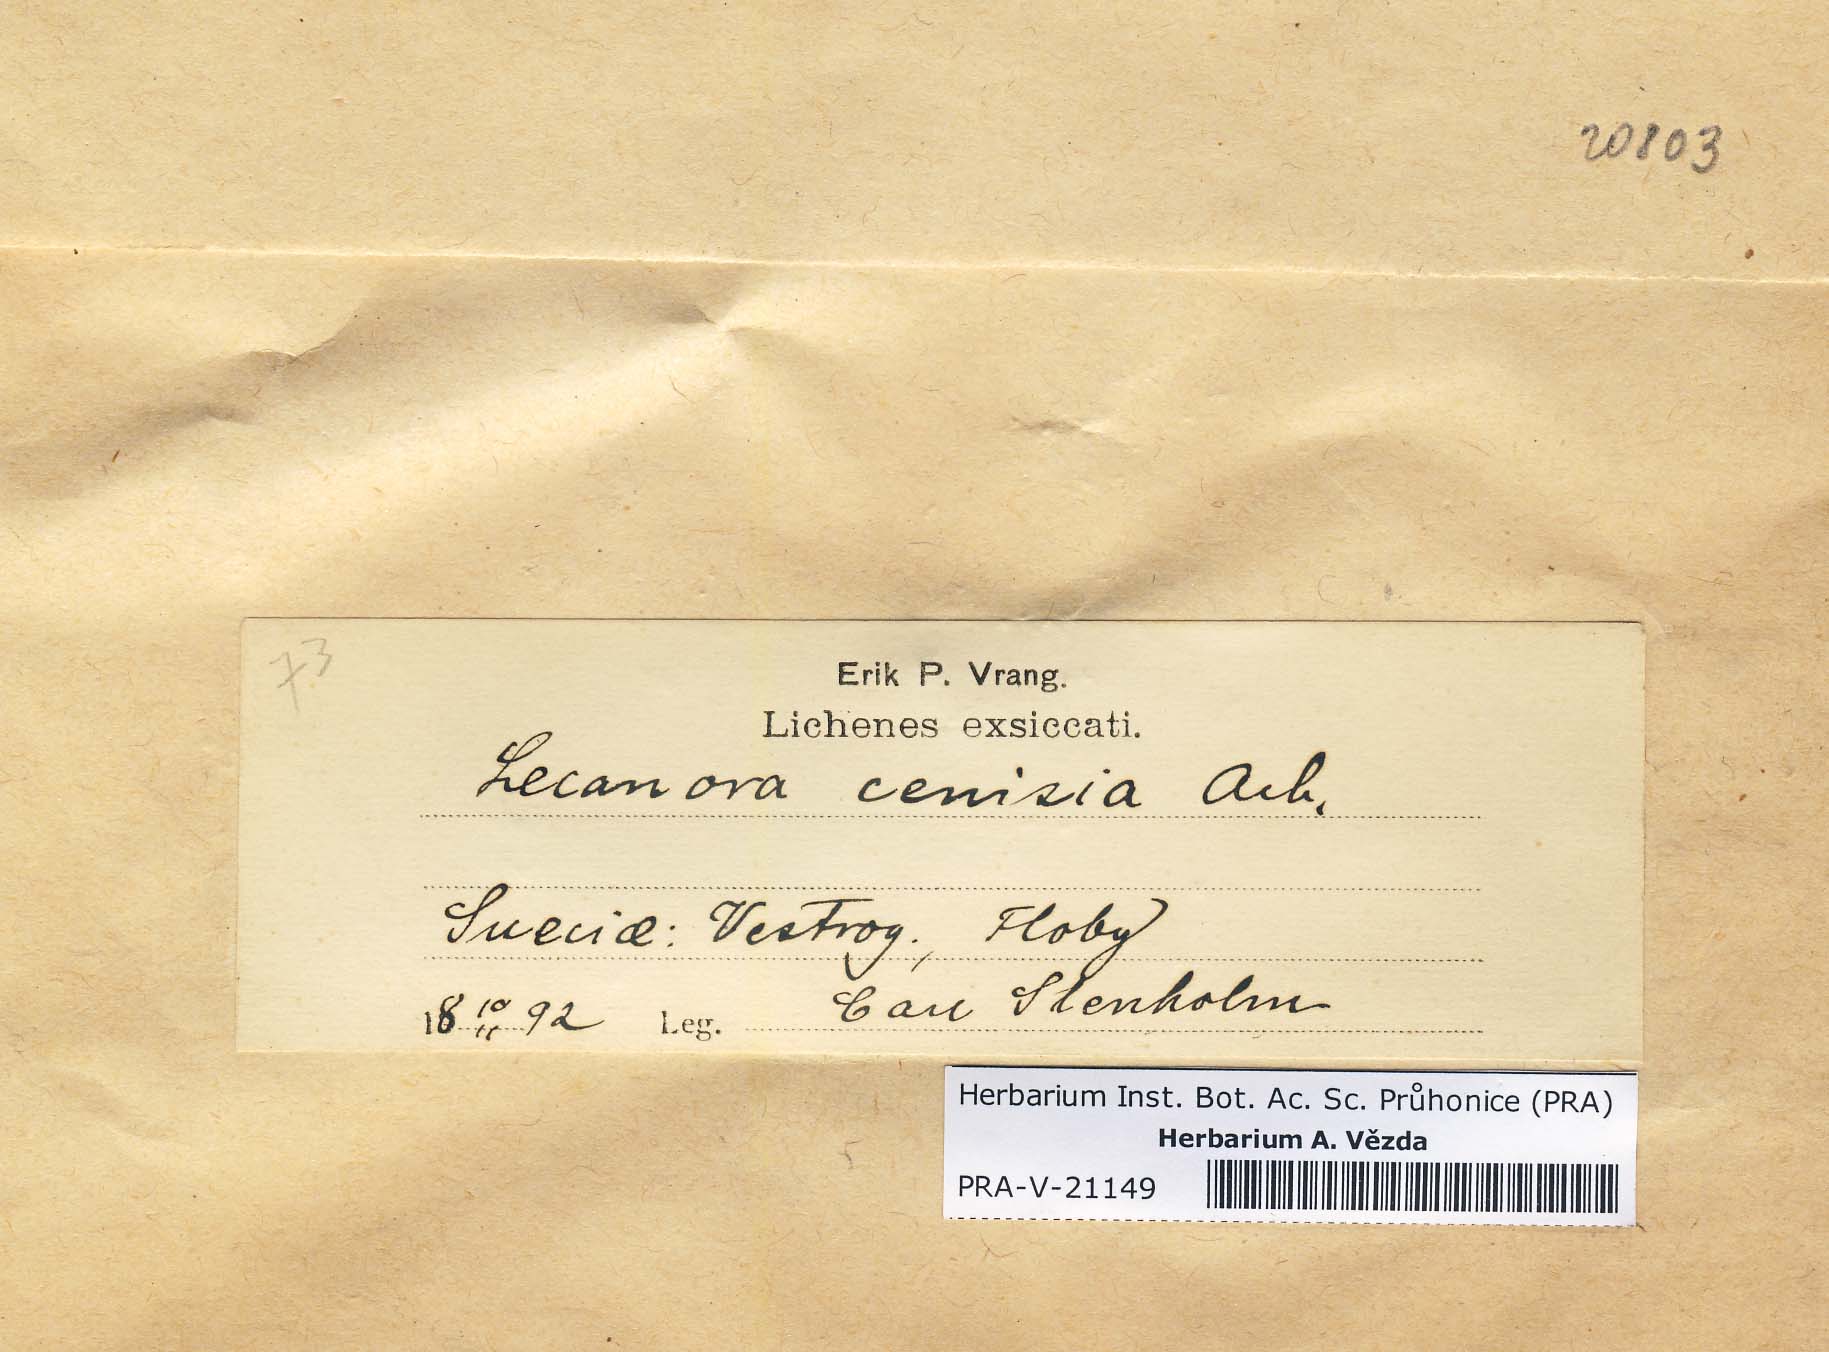 20803
73
Erik P. Vrang.
Lichenes exsiccati.
Lecanora cenisia Ach.
Sueciæ: Vestrog., Floby
18 10/11 92 Leg. Carl Stenholm
Herbarium Inst. Bot. Ac. Sc. Průhonice (PRA)
Herbarium A. Vězda
PRA-V-21149